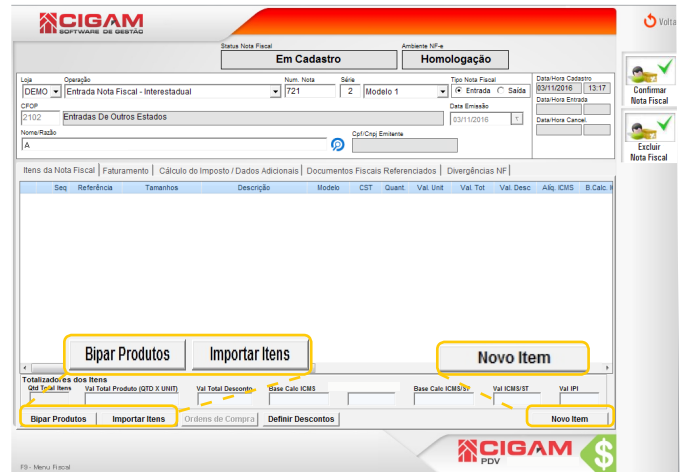 CIGAM
SOFTWARE DE GESTÃO
Volta
Status Nota Fiscal
Ambiente NF-e
Em Cadastro
Homologação
Loja Operação Num. Nota Série Tipo Nota Fiscal Data/Hora Cadastro
DEMO Entrada Nota Fiscal - Interestadual 721 2 Modelo 1 Entrada Saída 03/11/2016 13:17
CFOP Data Emissão Data/Hora Entrada
2102 Entradas De Outros Estados 03/11/2016
Data/Hora Cancel.
Nome/Razão Cpf/Cnpj Emitente
A
Confirmar
Nota Fiscal
Excluir
Nota Fiscal
Itens da Nota Fiscal Faturamento Cálculo do Imposto / Dados Adicionais Documentos Fiscais Referenciados Divergências NF
Seq Referência Tamanhos Descrição Modelo CST Quant. Val. Unit Val. Tot Val. Desc Aliq. ICMS B.Calc.
Bipar Produtos Importar Itens Novo Item
Totalizadores dos Itens
Qtd Total Itens Val Total Produto (QTD X UNIT) Val Total Desconto Base Calc ICMS Base Calc ICMS/ST Val ICMS/ST Val IPI
Bipar Produtos Importar Itens Ordens de Compra Definir Descontos Novo Item
CIGAM
PDV
$
F9 - Menu Fiscal